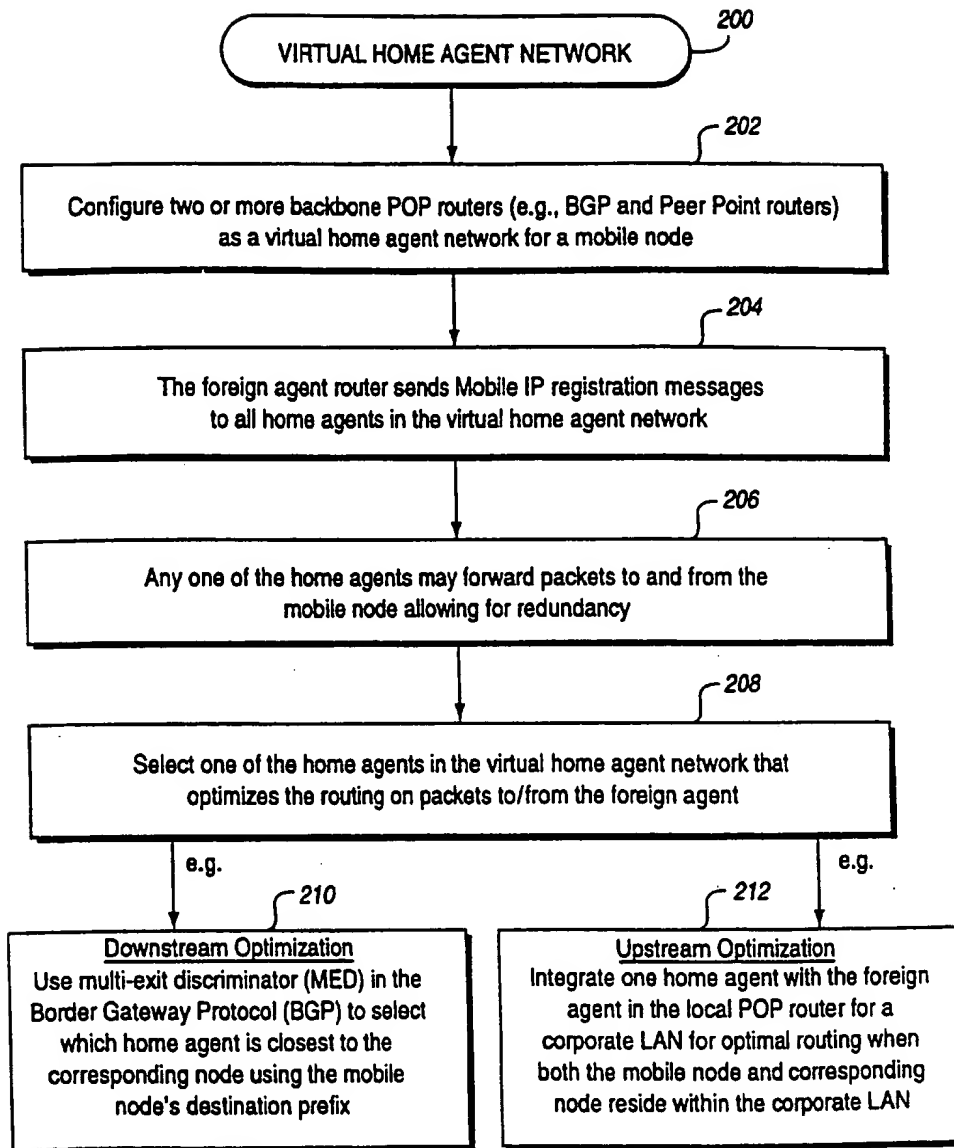 VIRTUAL HOME AGENT NETWORK
200
202
Configure two or more backbone POP routers (e.g., BGP and Peer Point routers)
as a virtual home agent network for a mobile node
204
The foreign agent router sends Mobile IP registration messages
to all home agents in the virtual home agent network
206
Any one of the home agents may forward packets to and from the
mobile node allowing for redundancy
208
Select one of the home agents in the virtual home agent network that
optimizes the routing on packets to/from the foreign agent
e.g.
e.g.
210
Downstream Optimization
Use multi-exit discriminator (MED) in the
Border Gateway Protocol (BGP) to select
which home agent is closest to the
corresponding node using the mobile
node's destination prefix
212
Upstream Optimization
Integrate one home agent with the foreign
agent in the local POP router for a
corporate LAN for optimal routing when
both the mobile node and corresponding
node reside within the corporate LAN